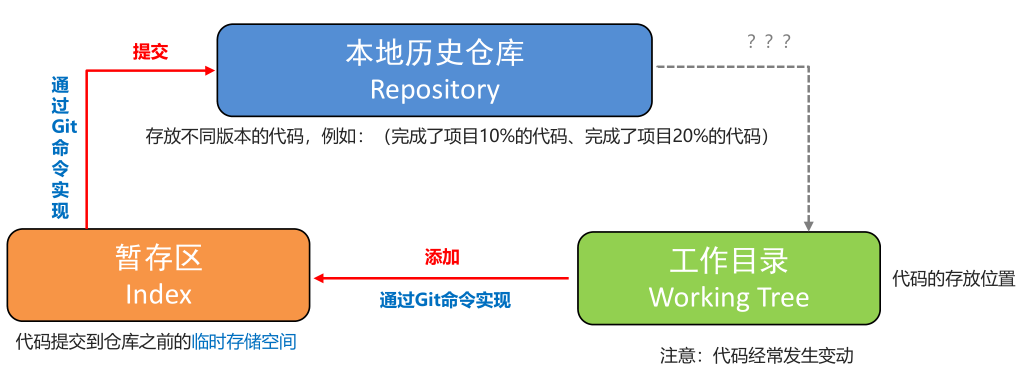 提交
本地历史仓库
Repository
？？？
通过Git命令实现
存放不同版本的代码，例如：（完成了项目10%的代码、完成了项目20%的代码）
暂存区
Index
添加
通过Git命令实现
工作目录
Working Tree
代码的存放位置
代码提交到仓库之前的临时存储空间
注意：代码经常发生变动